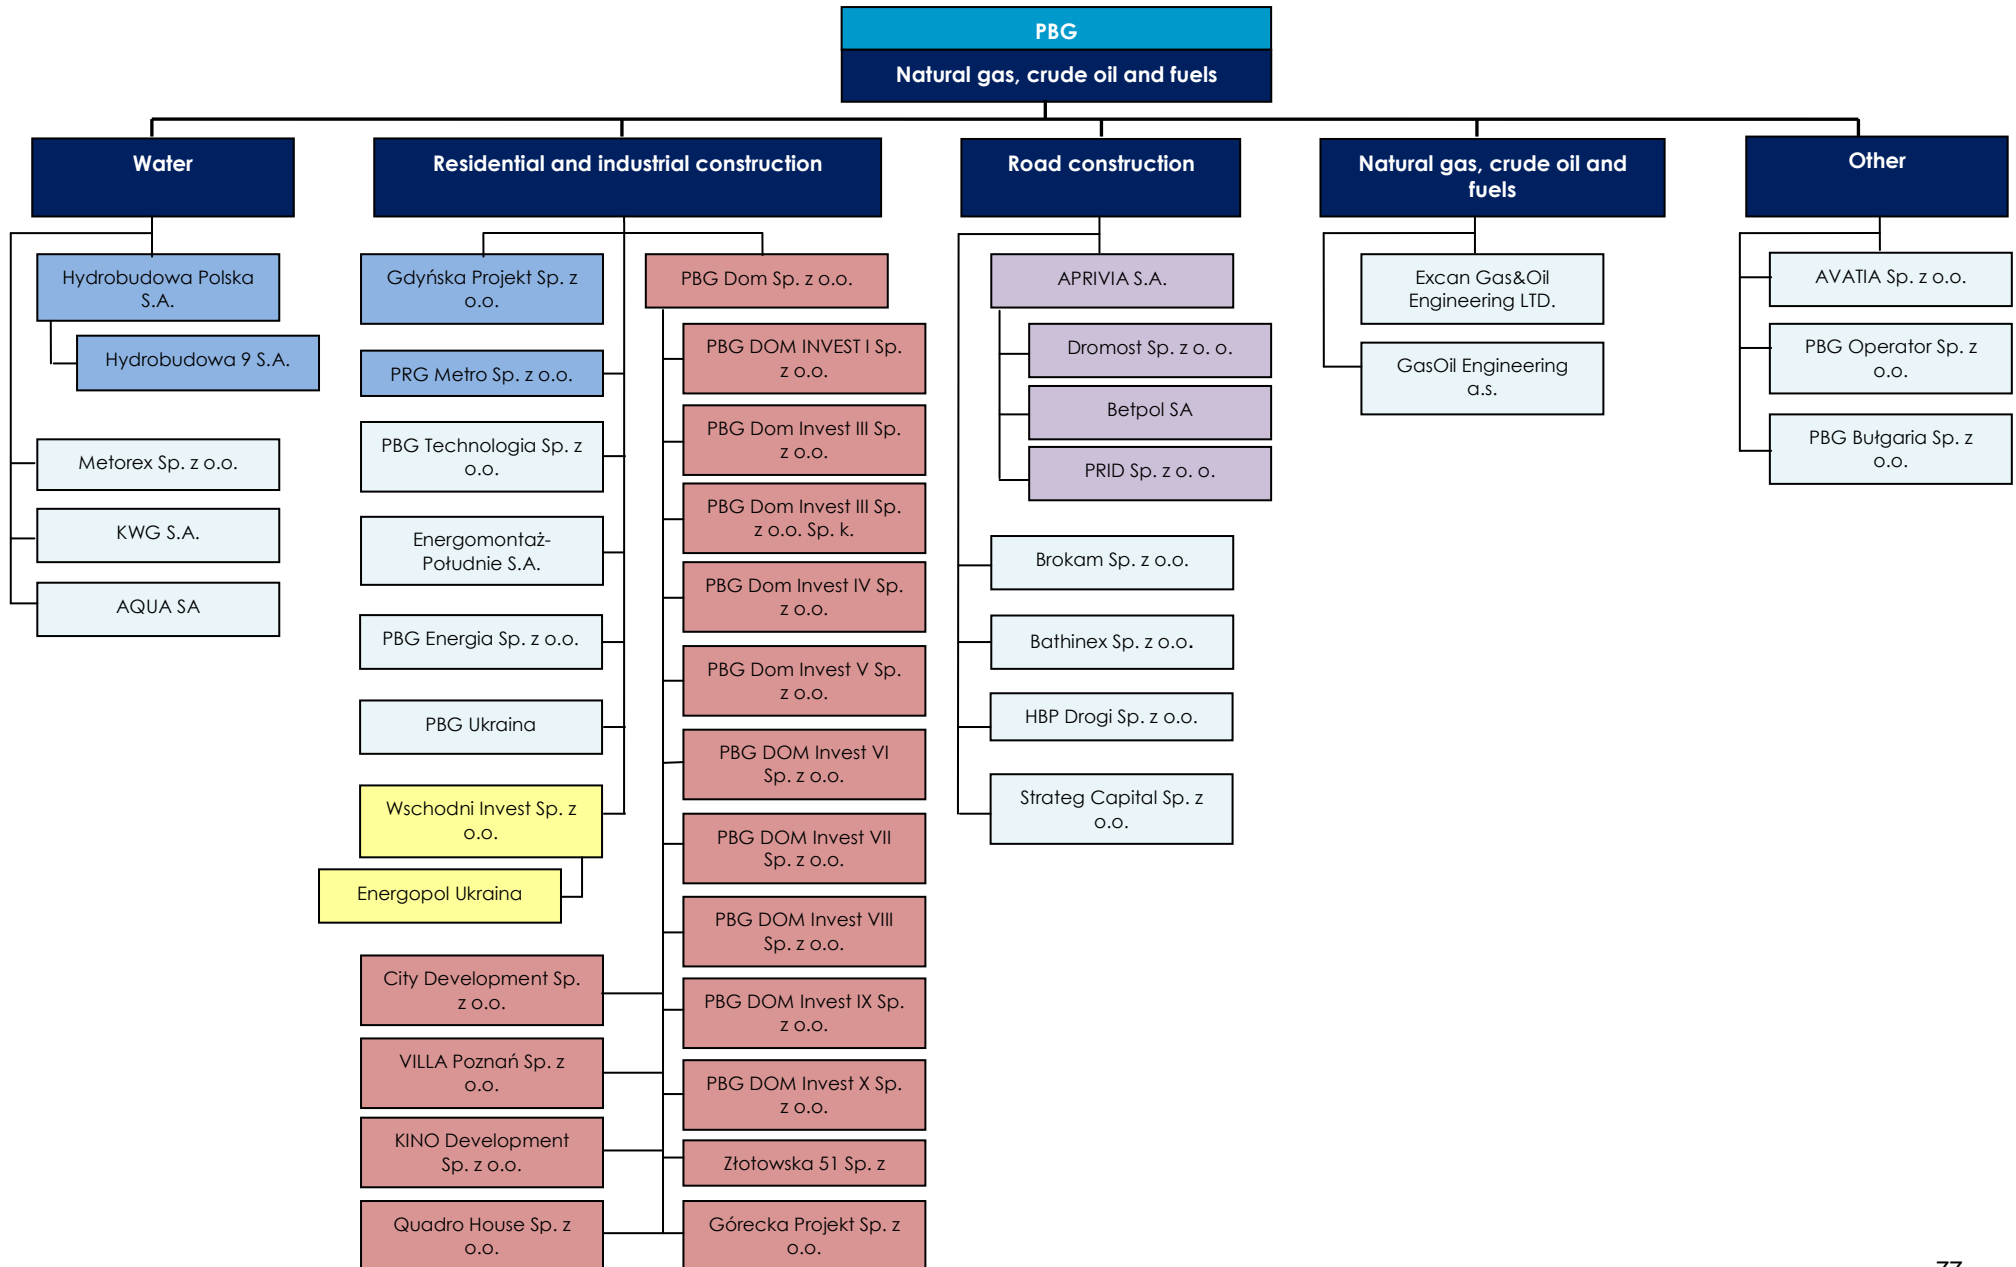 PBG
Natural gas, crude oil and fuels
Water
Residential and industrial construction
Road construction
Natural gas, crude oil and
fuels
Other
Hydrobudowa Polska
S.A.
Hydrobudowa 9 S.A.
Metorex Sp. z o.o.
KWG S.A.
AQUA SA
Gdyńska Projekt Sp. z
o.o.
PRG Metro Sp. z o.o.
PBG Technologia Sp. z
o.o.
Energomontaż-
Południe S.A.
PBG Energia Sp. z o.o.
PBG Ukraina
Wschodni Invest Sp. z
o.o.
Energopol Ukraina
City Development Sp.
z o.o.
VILLA Poznań Sp. z
o.o.
KINO Development
Sp. z o.o.
Quadro House Sp. z
o.o.
PBG Dom Sp. z o.o.
PBG DOM INVEST I Sp.
z o.o.
PBG Dom Invest III Sp.
z o.o.
PBG Dom Invest III Sp.
z o.o. Sp. k.
PBG Dom Invest IV Sp.
z o.o.
PBG Dom Invest V Sp.
z o.o.
PBG DOM Invest VI
Sp. z o.o.
PBG DOM Invest VII
Sp. z o.o.
PBG DOM Invest VIII
Sp. z o.o.
PBG DOM Invest IX Sp.
z o.o.
PBG DOM Invest X Sp.
z o.o.
Złotowska 51 Sp. z
Górecka Projekt Sp. z
o.o.
APRIVIA S.A.
Dromost Sp. z o. o.
Betpol SA
PRID Sp. z o. o.
Brokam Sp. z o.o.
Bathinex Sp. z o.o.
HBP Drogi Sp. z o.o.
Strateg Capital Sp. z
o.o.
Excan Gas&Oil
Engineering LTD.
GasOil Engineering
a.s.
AVATIA Sp. z o.o.
PBG Operator Sp. z
o.o.
PBG Bułgaria Sp. z
o.o.